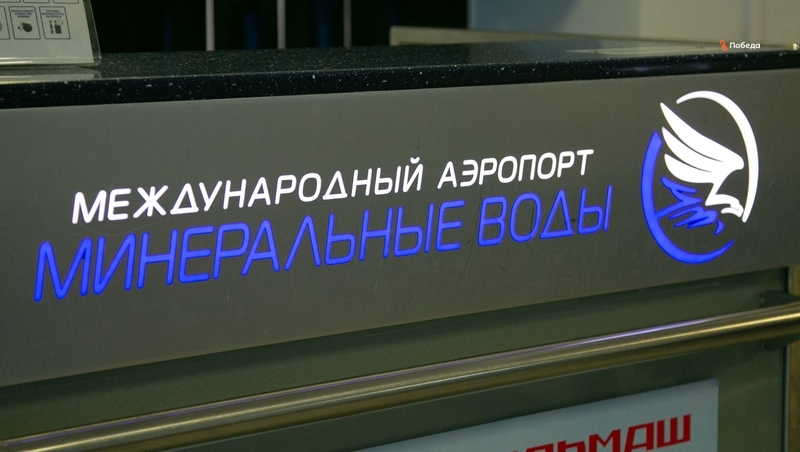 Победа
МЕЖДУНАРОДНЫЙ АЭРОПОРТ
МИНЕРАЛЬНЫЕ ВОДЫ